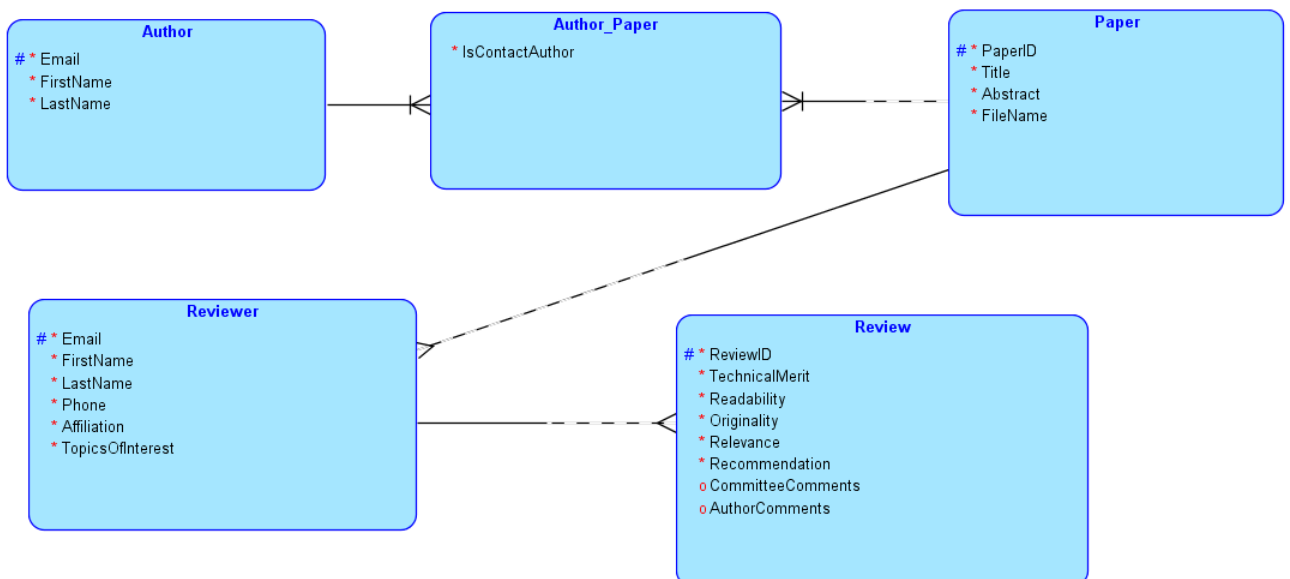 Author
# * Email
* FirstName
* LastName
Author_Paper
* IsContactAuthor
Paper
# * PaperID
* Title
* Abstract
* FileName
Reviewer
# * Email
* FirstName
* LastName
* Phone
* Affiliation
* TopicsOfInterest
Review
# * ReviewID
* TechnicalMerit
* Readability
* Originality
* Relevance
* Recommendation
o CommitteeComments
o AuthorComments